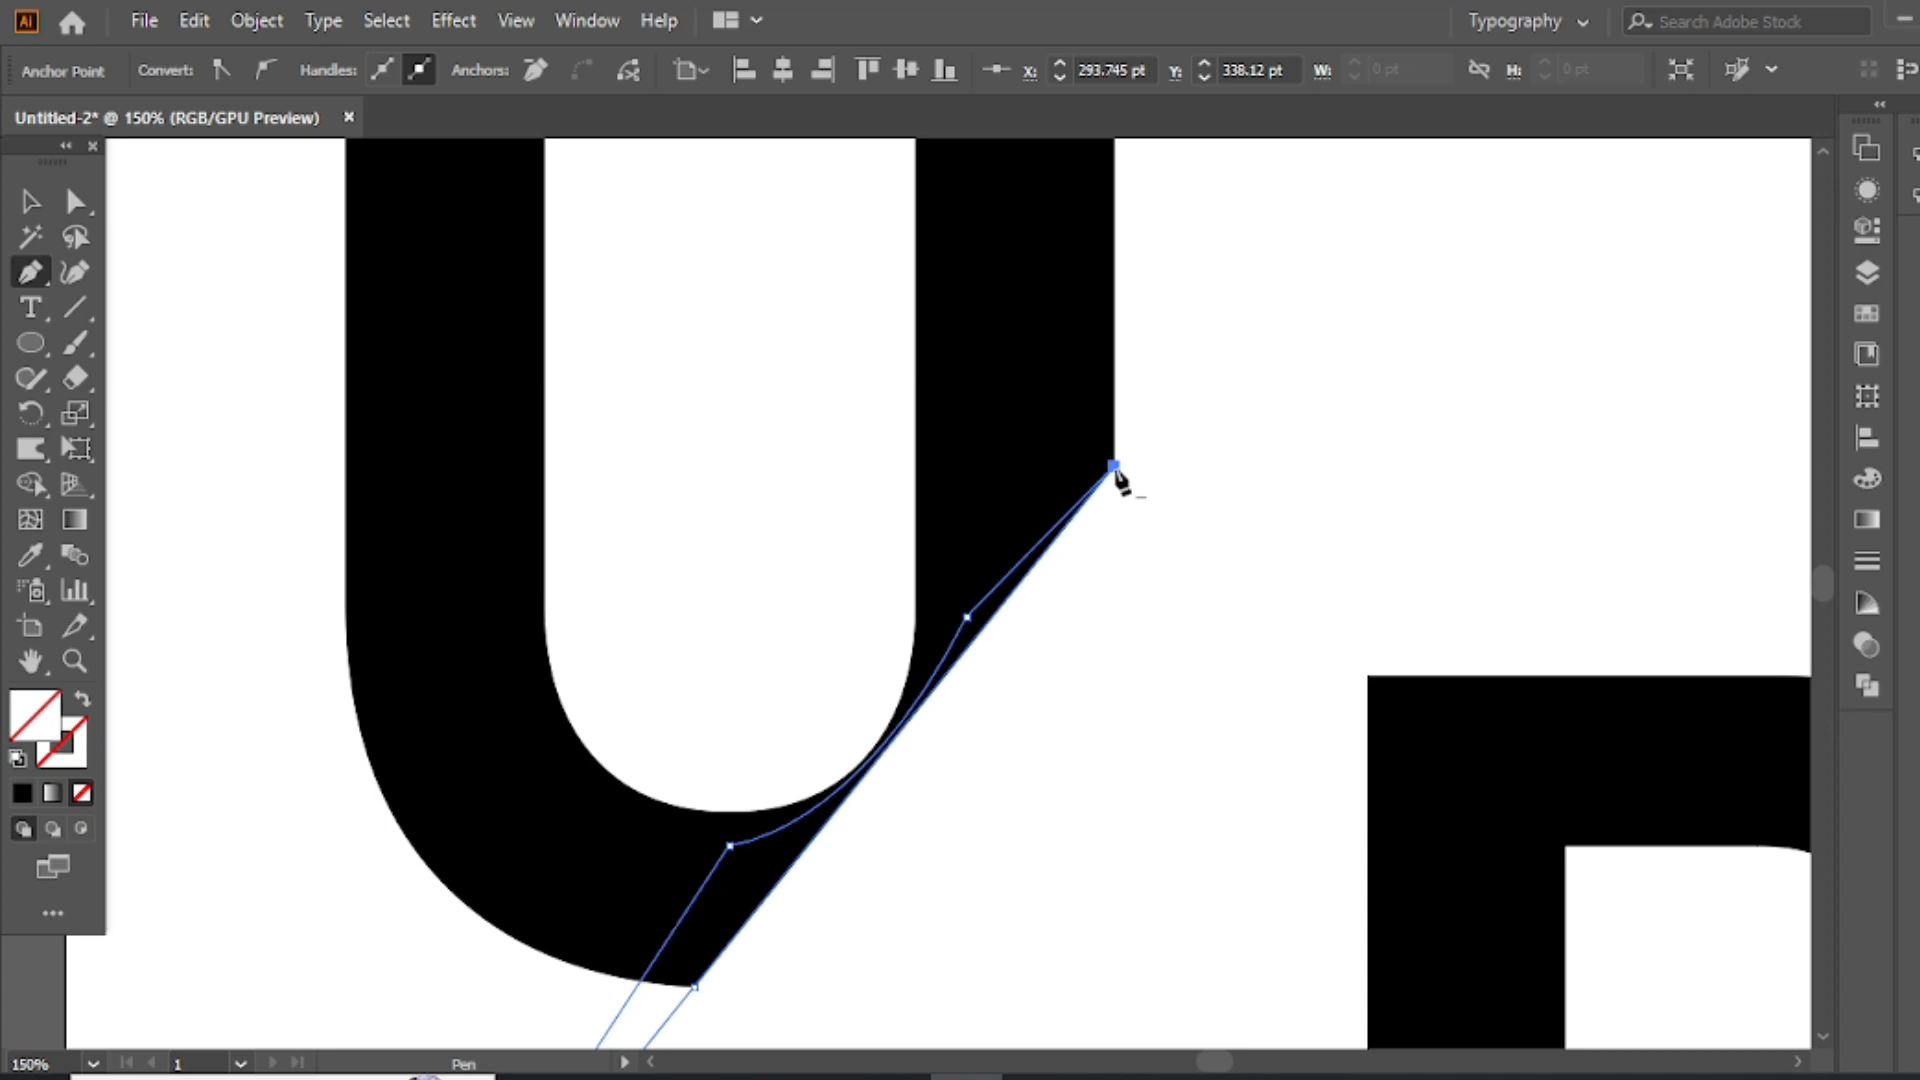 Ai File Edit Object Type Select Effect View Window Help Typography Search Adobe Stock
Anchor Point Convert: Handles: Anchors: X: 293.745 pt Y: 338.12 pt W: 0 pt H: 0 pt
Untitled-2* @ 150% (RGB/GPU Preview)
150% 1 Pen